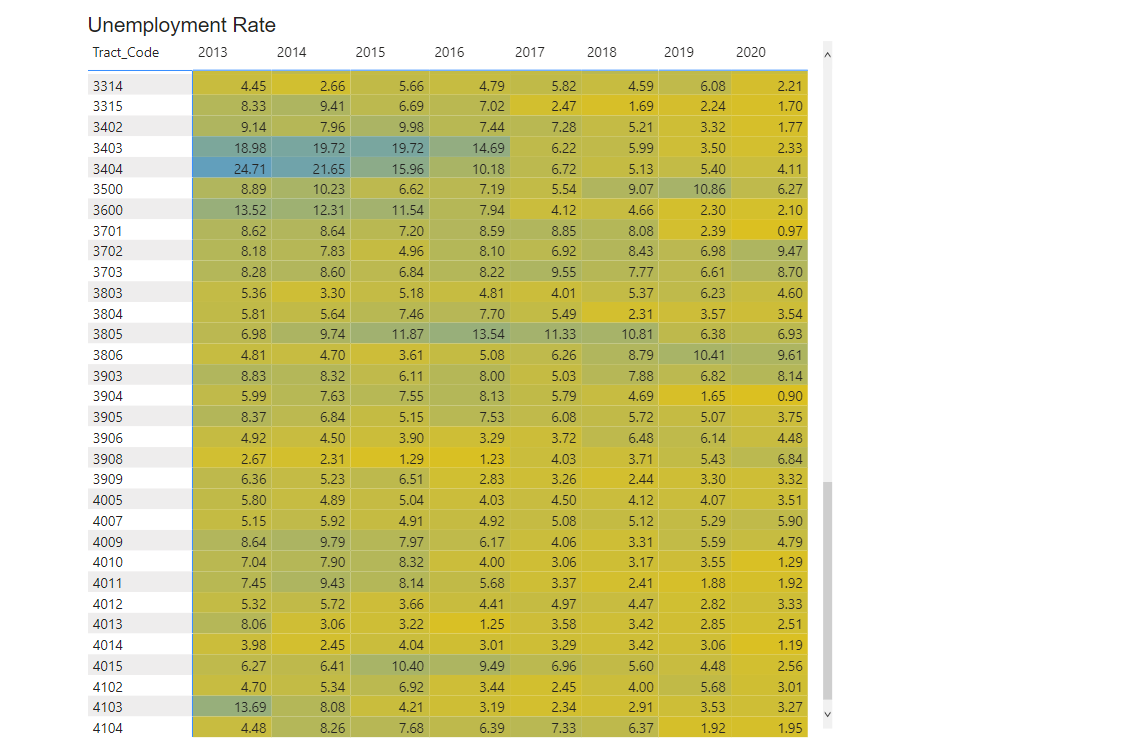 Unemployment Rate
Tract_Code 2013 2014 2015 2016 2017 2018 2019 2020
3314 4.45 2.66 5.66 4.79 5.82 4.59 6.08 2.21
3315 8.33 9.41 6.69 7.02 2.47 1.69 2.24 1.70
3402 9.14 7.96 9.98 7.44 7.28 5.21 3.32 1.77
3403 18.98 19.72 19.72 14.69 6.22 5.99 3.50 2.33
3404 24.71 21.65 15.96 10.18 6.72 5.13 5.40 4.11
3500 8.89 10.23 6.62 7.19 5.54 9.07 10.86 6.27
3600 13.52 12.31 11.54 7.94 4.12 4.66 2.30 2.10
3701 8.62 8.64 7.20 8.59 8.85 8.08 2.39 0.97
3702 8.18 7.83 4.96 8.10 6.92 8.43 6.98 9.47
3703 8.28 8.60 6.84 8.22 9.55 7.77 6.61 8.70
3803 5.36 3.30 5.18 4.81 4.01 5.37 6.23 4.60
3804 5.81 5.64 7.46 7.70 5.49 2.31 3.57 3.54
3805 6.98 9.74 11.87 13.54 11.33 10.81 6.38 6.93
3806 4.81 4.70 3.61 5.08 6.26 8.79 10.41 9.61
3903 8.83 8.32 6.11 8.00 5.03 7.88 6.82 8.14
3904 5.99 7.63 7.55 8.13 5.79 4.69 1.65 0.90
3905 8.37 6.84 5.15 7.53 6.08 5.72 5.07 3.75
3906 4.92 4.50 3.90 3.29 3.72 6.48 6.14 4.48
3908 2.67 2.31 1.29 1.23 4.03 3.71 5.43 6.84
3909 6.36 5.23 6.51 2.83 3.26 2.44 3.30 3.32
4005 5.80 4.89 5.04 4.03 4.50 4.12 4.07 3.51
4007 5.15 5.92 4.91 4.92 5.08 5.12 5.29 5.90
4009 8.64 9.79 7.97 6.17 4.06 3.31 5.59 4.79
4010 7.04 7.90 8.32 4.00 3.06 3.17 3.55 1.29
4011 7.45 9.43 8.14 5.68 3.37 2.41 1.88 1.92
4012 5.32 5.72 3.66 4.41 4.97 4.47 2.82 3.33
4013 8.06 3.06 3.22 1.25 3.58 3.42 2.85 2.51
4014 3.98 2.45 4.04 3.01 3.29 3.42 3.06 1.19
4015 6.27 6.41 10.40 9.49 6.96 5.60 4.48 2.56
4102 4.70 5.34 6.92 3.44 2.45 4.00 5.68 3.01
4103 13.69 8.08 4.21 3.19 2.34 2.91 3.53 3.27
4104 4.48 8.26 7.68 6.39 7.33 6.37 1.92 1.95